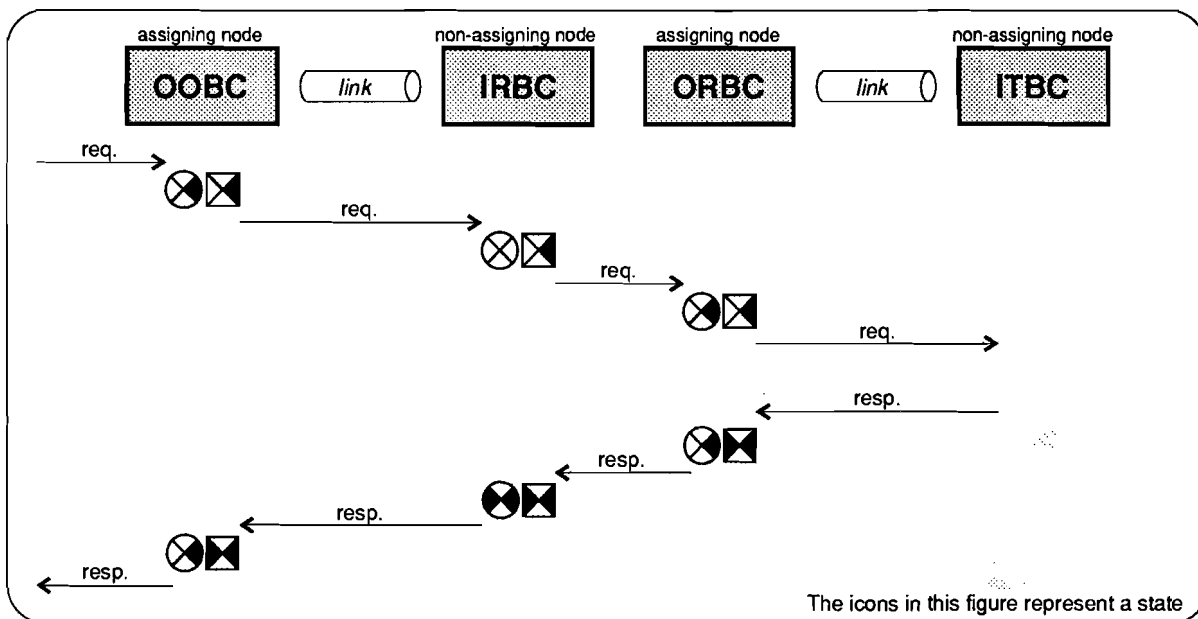 assigning node
non-assigning node
assigning node
non-assigning node
OOBC
link
IRBC
ORBC
link
ITBC
req.
req.
req.
req.
resp.
resp.
resp.
resp.
The icons in this figure represent a state